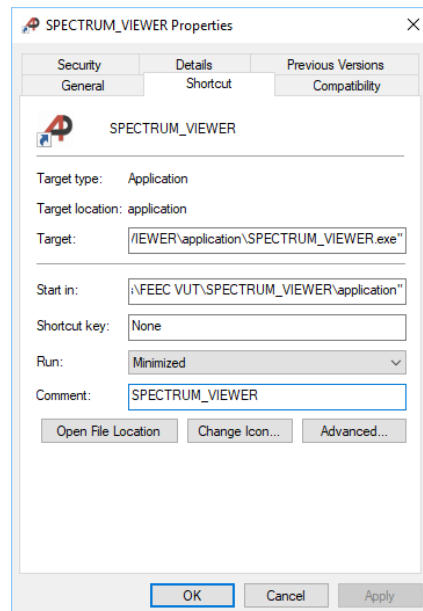 SPECTRUM_VIEWER Properties
Security Details Previous Versions
General Shortcut Compatibility
SPECTRUM_VIEWER
Target type: Application
Target location: application
Target: /IEWER\application\SPECTRUM_VIEWER.exe"
Start in: :\FEEC VUT\SPECTRUM_VIEWER\application"
Shortcut key: None
Run: Minimized
Comment: SPECTRUM_VIEWER
Open File Location Change Icon... Advanced...
OK Cancel Apply